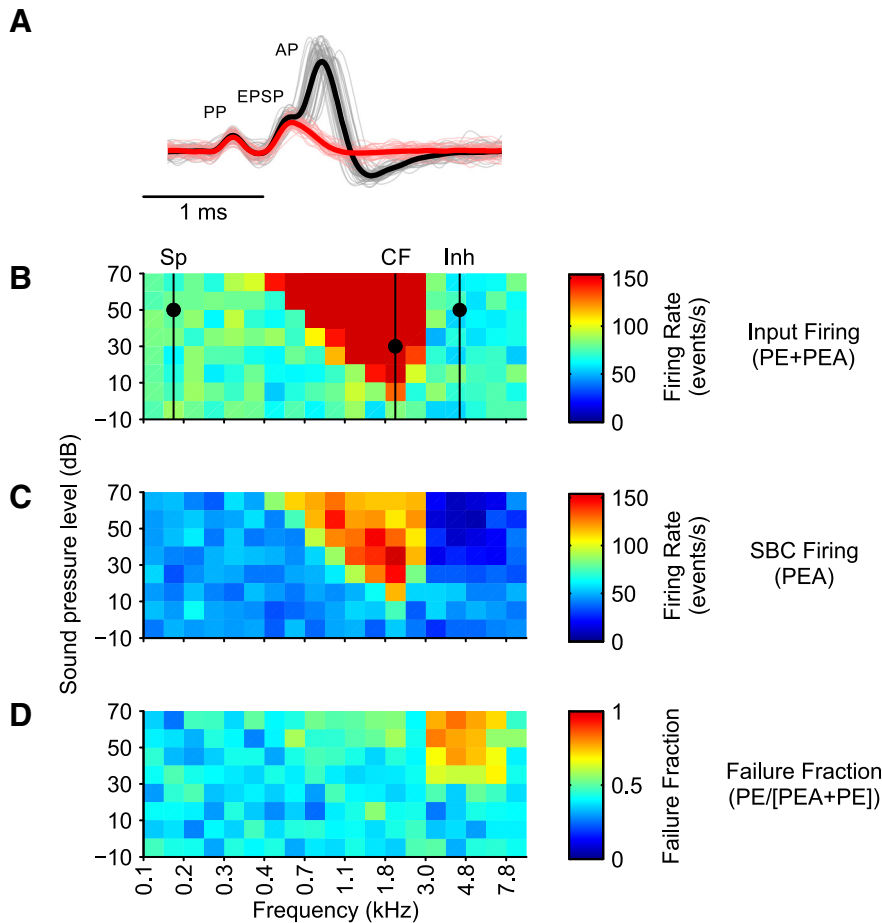 A
AP
EPSP
PP
1 ms
Sp
CF
Inh
B
70
50
30
10
−10
150
100
50
0
Firing Rate
(events/s)
Input Firing
(PE+PEA)
C
70
50
30
10
−10
Sound pressure level (dB)
150
100
50
0
Firing Rate
(events/s)
SBC Firing
(PEA)
D
70
50
30
10
−10
0.1
0.2
0.3
0.4
0.7
1.1
1.8
3.0
4.8
7.8
Frequency (kHz)
1
0.5
0
Failure Fraction
Failure Fraction
(PE/[PEA+PE])